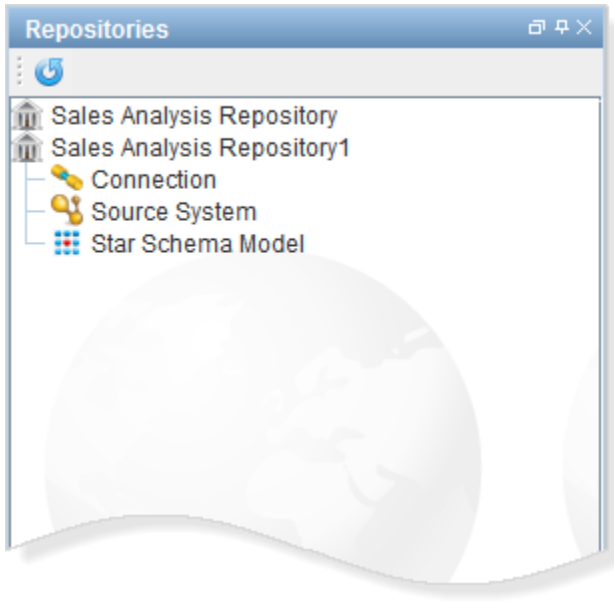 Repositories
Sales Analysis Repository
Sales Analysis Repository1
Connection
Source System
Star Schema Model